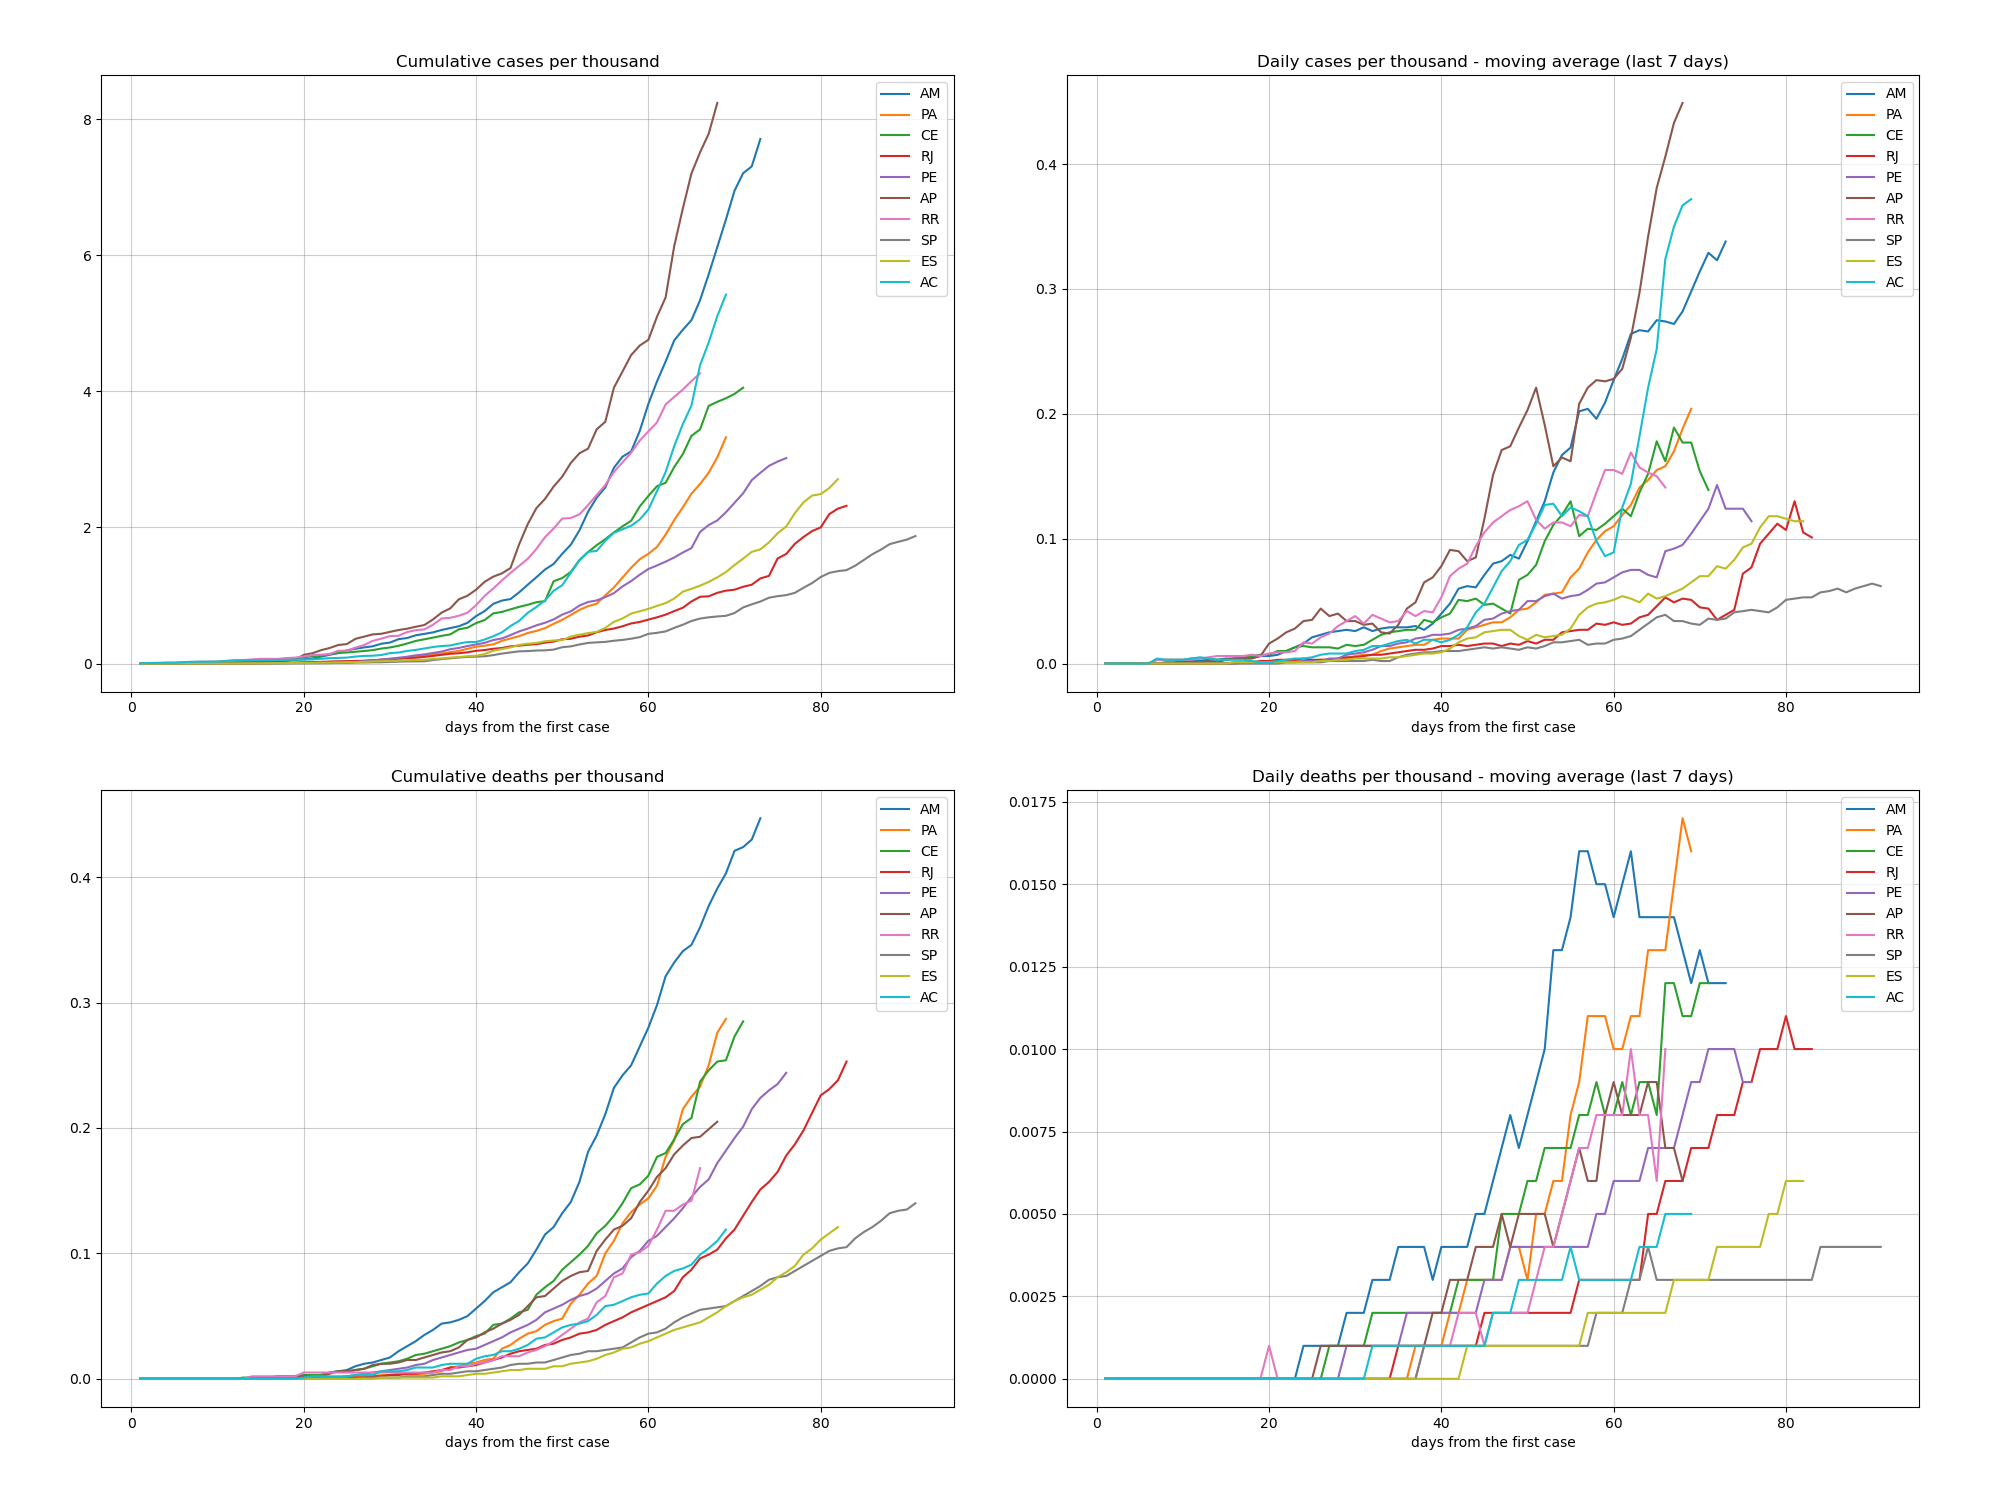 Cumulative cases per thousand
8
6
4
2
0
0 20 40 60 80
days from the first case
AM
PA
CE
RJ
PE
AP
RR
SP
ES
AC
Daily cases per thousand - moving average (last 7 days)
0.4
0.3
0.2
0.1
0.0
0 20 40 60 80
days from the first case
AM
PA
CE
RJ
PE
AP
RR
SP
ES
AC
Cumulative deaths per thousand
0.4
0.3
0.2
0.1
0.0
0 20 40 60 80
days from the first case
AM
PA
CE
RJ
PE
AP
RR
SP
ES
AC
Daily deaths per thousand - moving average (last 7 days)
0.0175
0.0150
0.0125
0.0100
0.0075
0.0050
0.0025
0.0000
0 20 40 60 80
days from the first case
AM
PA
CE
RJ
PE
AP
RR
SP
ES
AC